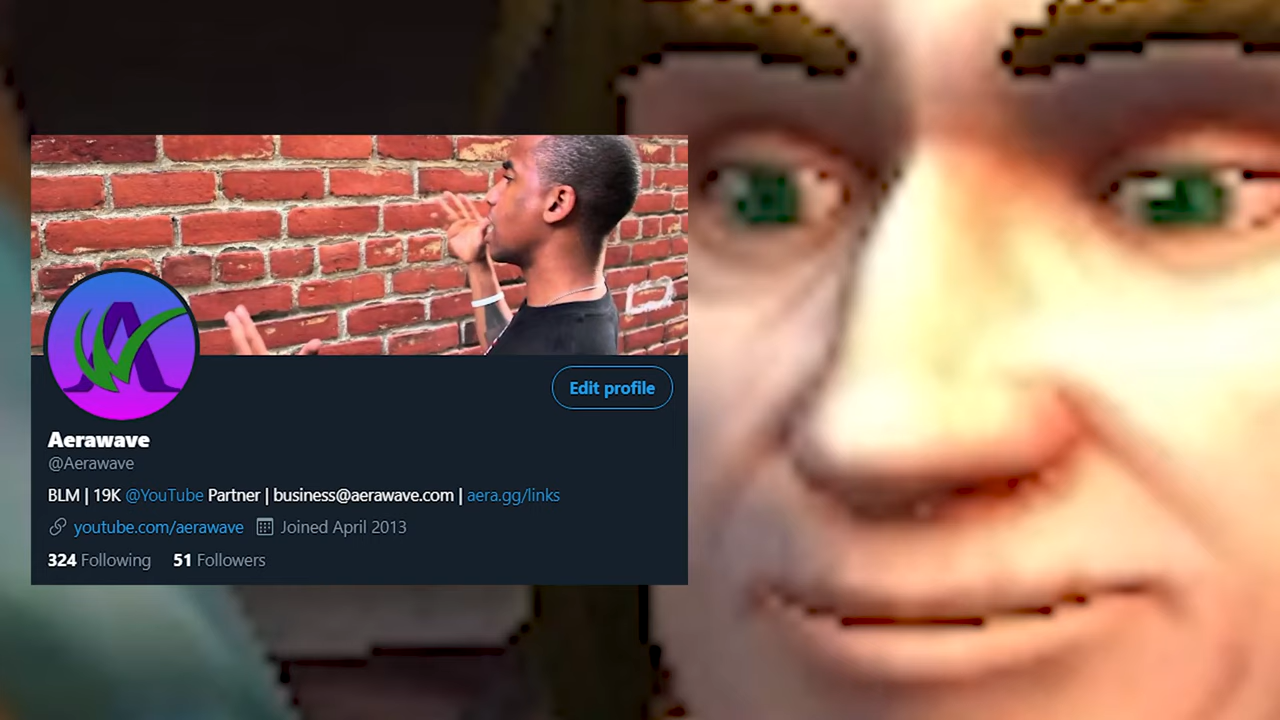 Edit profile
Aerawave
@Aerawave
BLM | 19K @YouTube Partner | business@aerawave.com | aera.gg/links
youtube.com/aerawave Joined April 2013
324 Following 51 Followers